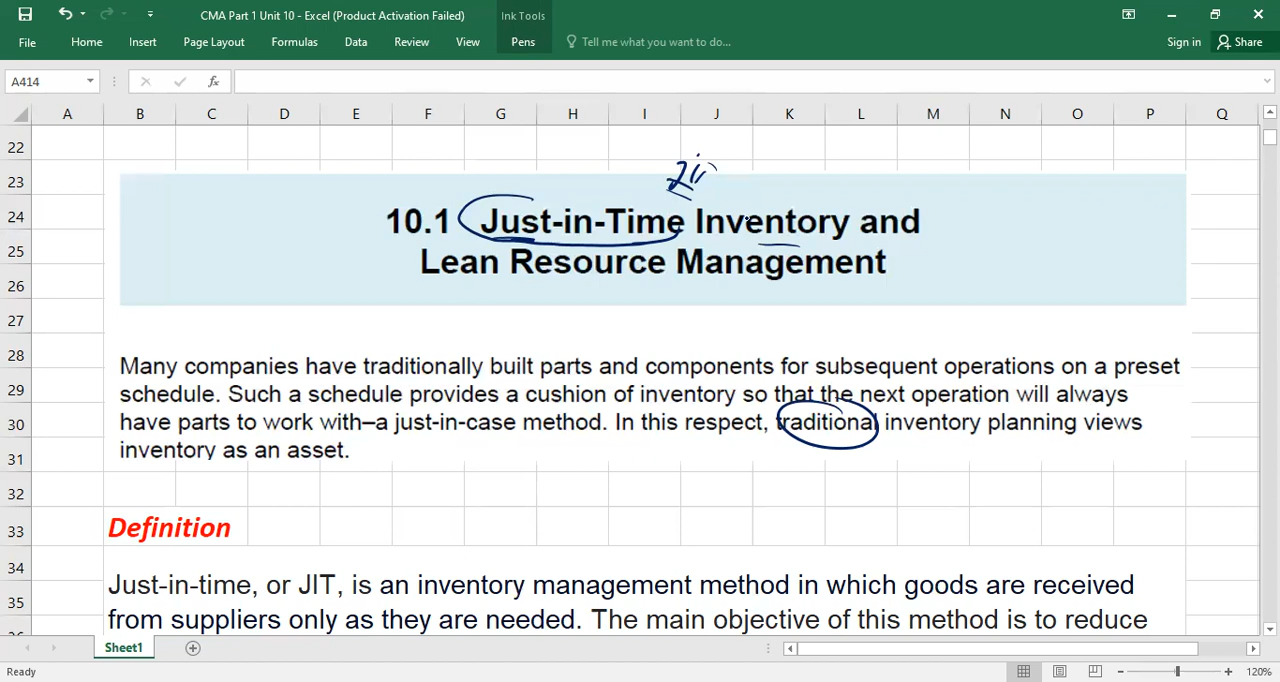 CMA Part 1 Unit 10 - Excel (Product Activation Failed)
Ink Tools
File Home Insert Page Layout Formulas Data Review View Pens Tell me what you want to do... Sign in Share
A414 fx
A B C D E F G H I J K L M N O P Q
22
23
24
25
26
27
28
29
30
31
32
33
34
35
10.1 Just-in-Time Inventory and
Lean Resource Management
Many companies have traditionally built parts and components for subsequent operations on a preset
schedule. Such a schedule provides a cushion of inventory so that the next operation will always
have parts to work with–a just-in-case method. In this respect, traditional inventory planning views
inventory as an asset.
Definition
Just-in-time, or JIT, is an inventory management method in which goods are received
from suppliers only as they are needed. The main objective of this method is to reduce
Sheet1
Ready 120%